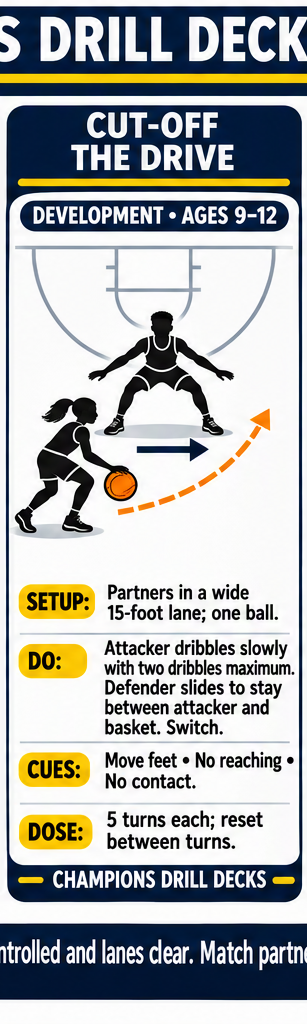 S DRILL DECK
CUT-OFF
THE DRIVE
DEVELOPMENT • AGES 9–12
SETUP: Partners in a wide
15-foot lane; one ball.
DO: Attacker dribbles slowly
with two dribbles maximum.
Defender slides to stay
between attacker and
basket. Switch.
CUES: Move feet • No reaching •
No contact.
DOSE: 5 turns each; reset
between turns.
CHAMPIONS DRILL DECKS
ntrolled and lanes clear. Match partne